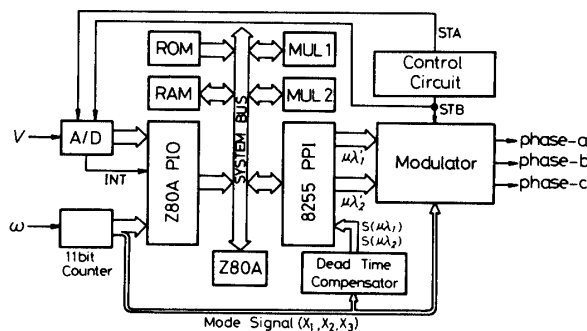 STA
ROM
MUL 1
Control
Circuit
RAM
MUL 2
STB
V
A/D
INT
Z80A PIO
SYSTEM BUS
8255 PPI
μλ₁'
μλ₂'
Modulator
phase-a
phase-b
phase-c
ω
11bit
Counter
Z80A
S(μλ₁)
S(μλ₂)
Dead Time
Compensator
Mode Signal (X₁,X₂,X₃)